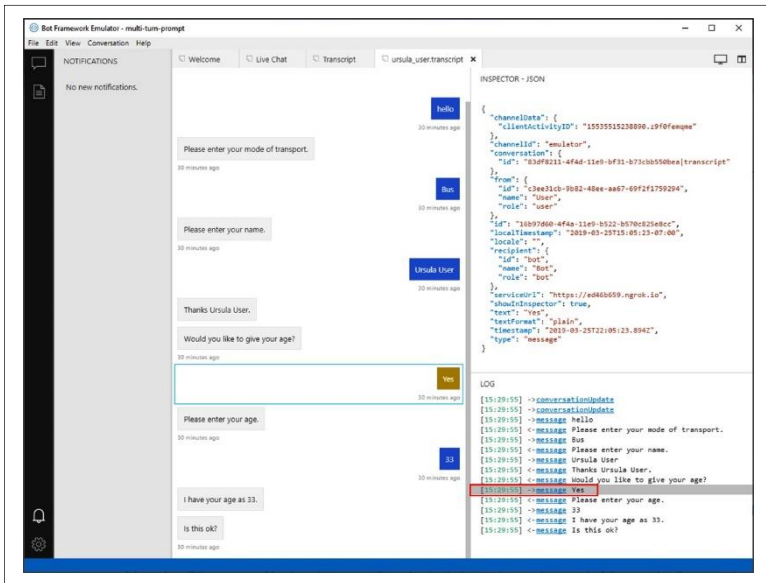 Bot Framework Emulator - multi-turn-prompt
File Edit View Conversation Help
NOTIFICATIONS
No new notifications.
Welcome
Live Chat
Transcript
ursula_user.transcript
hello
30 minutes ago
Please enter your mode of transport.
30 minutes ago
Bus
30 minutes ago
Please enter your name.
30 minutes ago
Ursula User
30 minutes ago
Thanks Ursula User.
Would you like to give your age?
30 minutes ago
Yes
30 minutes ago
Please enter your age.
30 minutes ago
33
30 minutes ago
I have your age as 33.
Is this ok?
30 minutes ago
INSPECTOR - JSON
{
"channelData": {
"clientActivityID": "15535515238890.z9f0femqme"
},
"channelId": "emulator",
"conversation": {
"id": "83df8211-4f4d-11e9-bf31-b73cbb550bea|transcript"
},
"from": {
"id": "c3ee31cb-9b82-48ee-aa67-69f2f1759294",
"name": "User",
"role": "user"
},
"id": "16b97d60-4f4a-11e9-b522-b570c825e8cc",
"localTimestamp": "2019-03-25T15:05:23-07:00",
"locale": "",
"recipient": {
"id": "bot",
"name": "Bot",
"role": "bot"
},
"serviceUrl": "https://ed46b659.ngrok.io",
"showInInspector": true,
"text": "Yes",
"textFormat": "plain",
"timestamp": "2019-03-25T22:05:23.894Z",
"type": "message"
}
LOG
[15:29:55] ->conversationUpdate
[15:29:55] ->conversationUpdate
[15:29:55] ->message hello
[15:29:55] <-message Please enter your mode of transport.
[15:29:55] ->message Bus
[15:29:55] <-message Please enter your name.
[15:29:55] ->message Ursula User
[15:29:55] <-message Thanks Ursula User.
[15:29:55] <-message Would you like to give your age?
[15:29:55] ->message Yes
[15:29:55] <-message Please enter your age.
[15:29:55] ->message 33
[15:29:55] <-message I have your age as 33.
[15:29:55] <-message Is this ok?